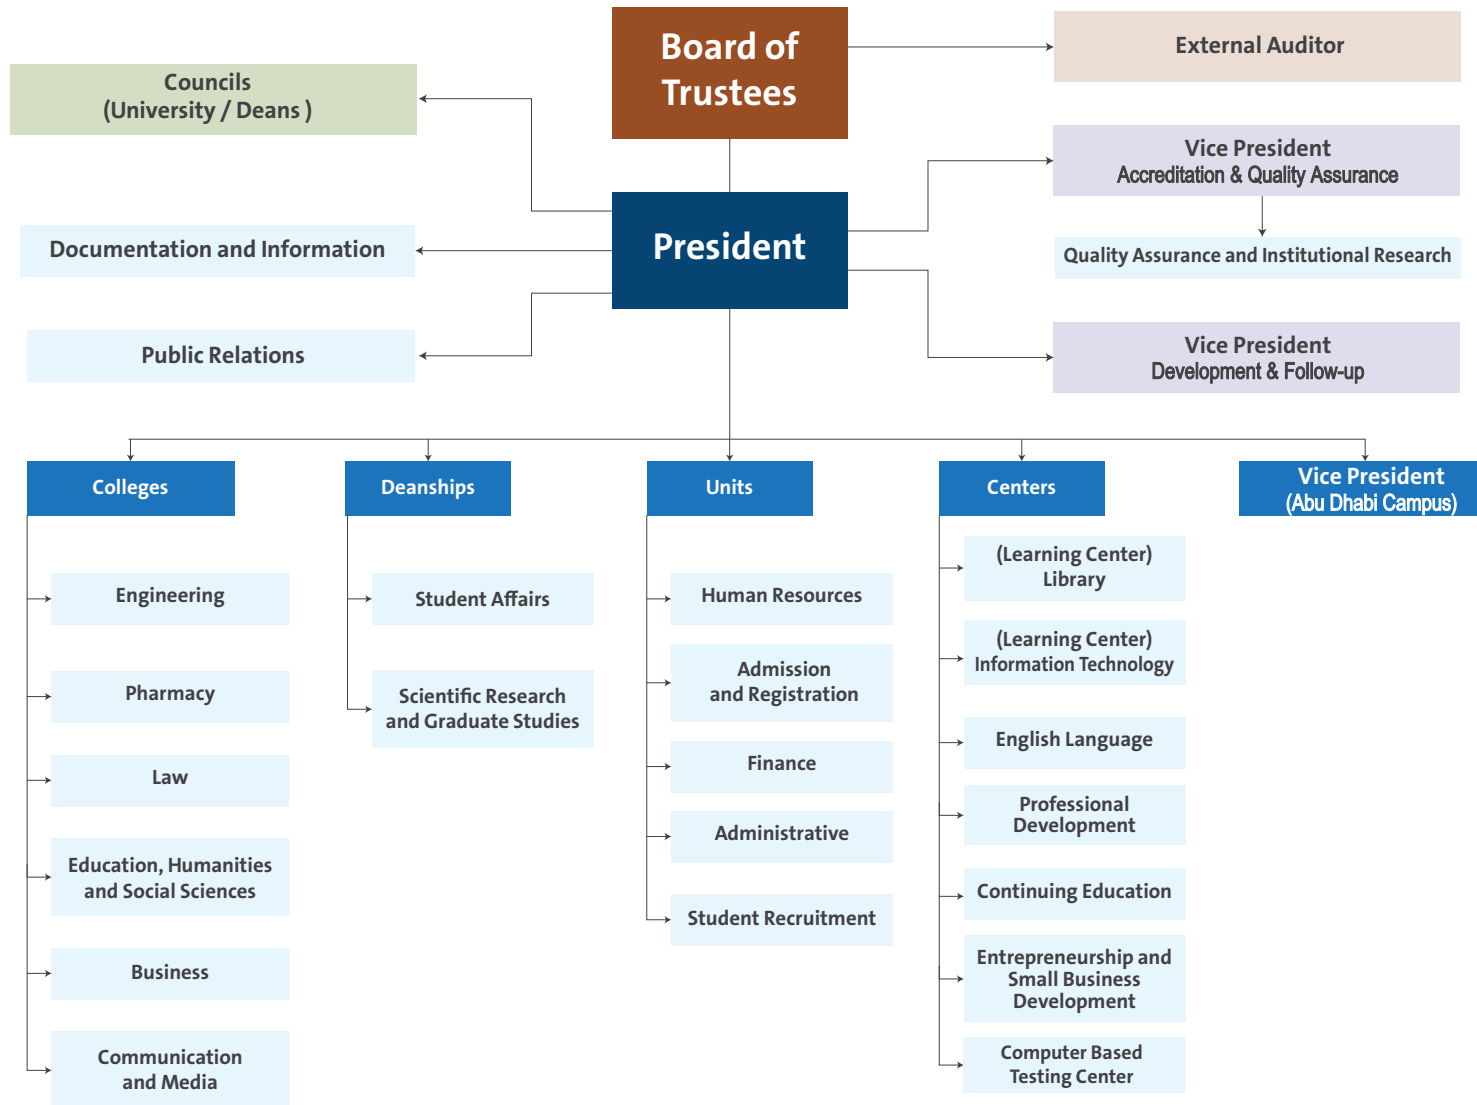 Board of
Trustees
External Auditor
Councils
(University / Deans )
Vice President
Accreditation & Quality Assurance
President
Documentation and Information
Quality Assurance and Institutional Research
Public Relations
Vice President
Development & Follow-up
Colleges
Deanships
Units
Centers
Vice President
(Abu Dhabi Campus)
Engineering
Pharmacy
Law
Education, Humanities
and Social Sciences
Business
Communication
and Media
Student Affairs
Scientific Research
and Graduate Studies
Human Resources
Admission
and Registration
Finance
Administrative
Student Recruitment
(Learning Center)
Library
(Learning Center)
Information Technology
English Language
Professional
Development
Continuing Education
Entrepreneurship and
Small Business
Development
Computer Based
Testing Center